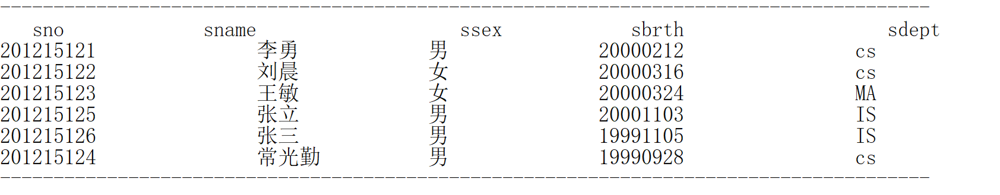 ---------------------------------------------------------------------------------------
sno sname ssex sbrth sdept
201215121 李勇 男 20000212 cs
201215122 刘晨 女 20000316 cs
201215123 王敏 女 20000324 MA
201215125 张立 男 20001103 IS
201215126 张三 男 19991105 IS
201215124 常光勤 男 19990928 cs
---------------------------------------------------------------------------------------